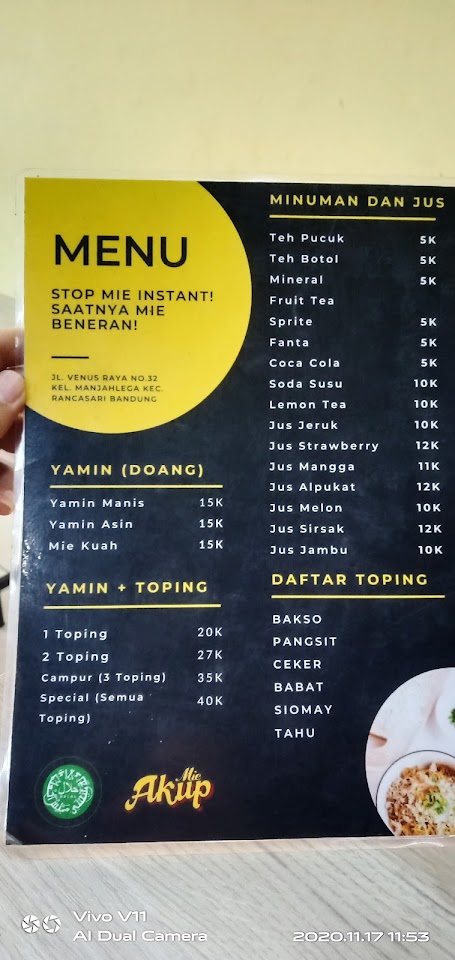 MENU
STOP MIE INSTANT!
SAATNYA MIE
BENERAN!
JL. VENUS RAYA NO.32
KEL. MANJAHLEGA KEC.
RANCASARI BANDUNG
YAMIN (DOANG)
Yamin Manis 15K
Yamin Asin 15K
Mie Kuah 15K
YAMIN + TOPING
1 Toping 20K
2 Toping 27K
Campur (3 Toping) 35K
Special (Semua Toping) 40K
حلال
HALAL
Mie
Akup
MINUMAN DAN JUS
Teh Pucuk 5K
Teh Botol 5K
Mineral 5K
Fruit Tea
Sprite 5K
Fanta 5K
Coca Cola 5K
Soda Susu 10K
Lemon Tea 10K
Jus Jeruk 10K
Jus Strawberry 12K
Jus Mangga 11K
Jus Alpukat 12K
Jus Melon 10K
Jus Sirsak 12K
Jus Jambu 10K
DAFTAR TOPING
BAKSO
PANGSIT
CEKER
BABAT
SIOMAY
TAHU
Vivo V11
AI Dual Camera
2020.11.17 11:53